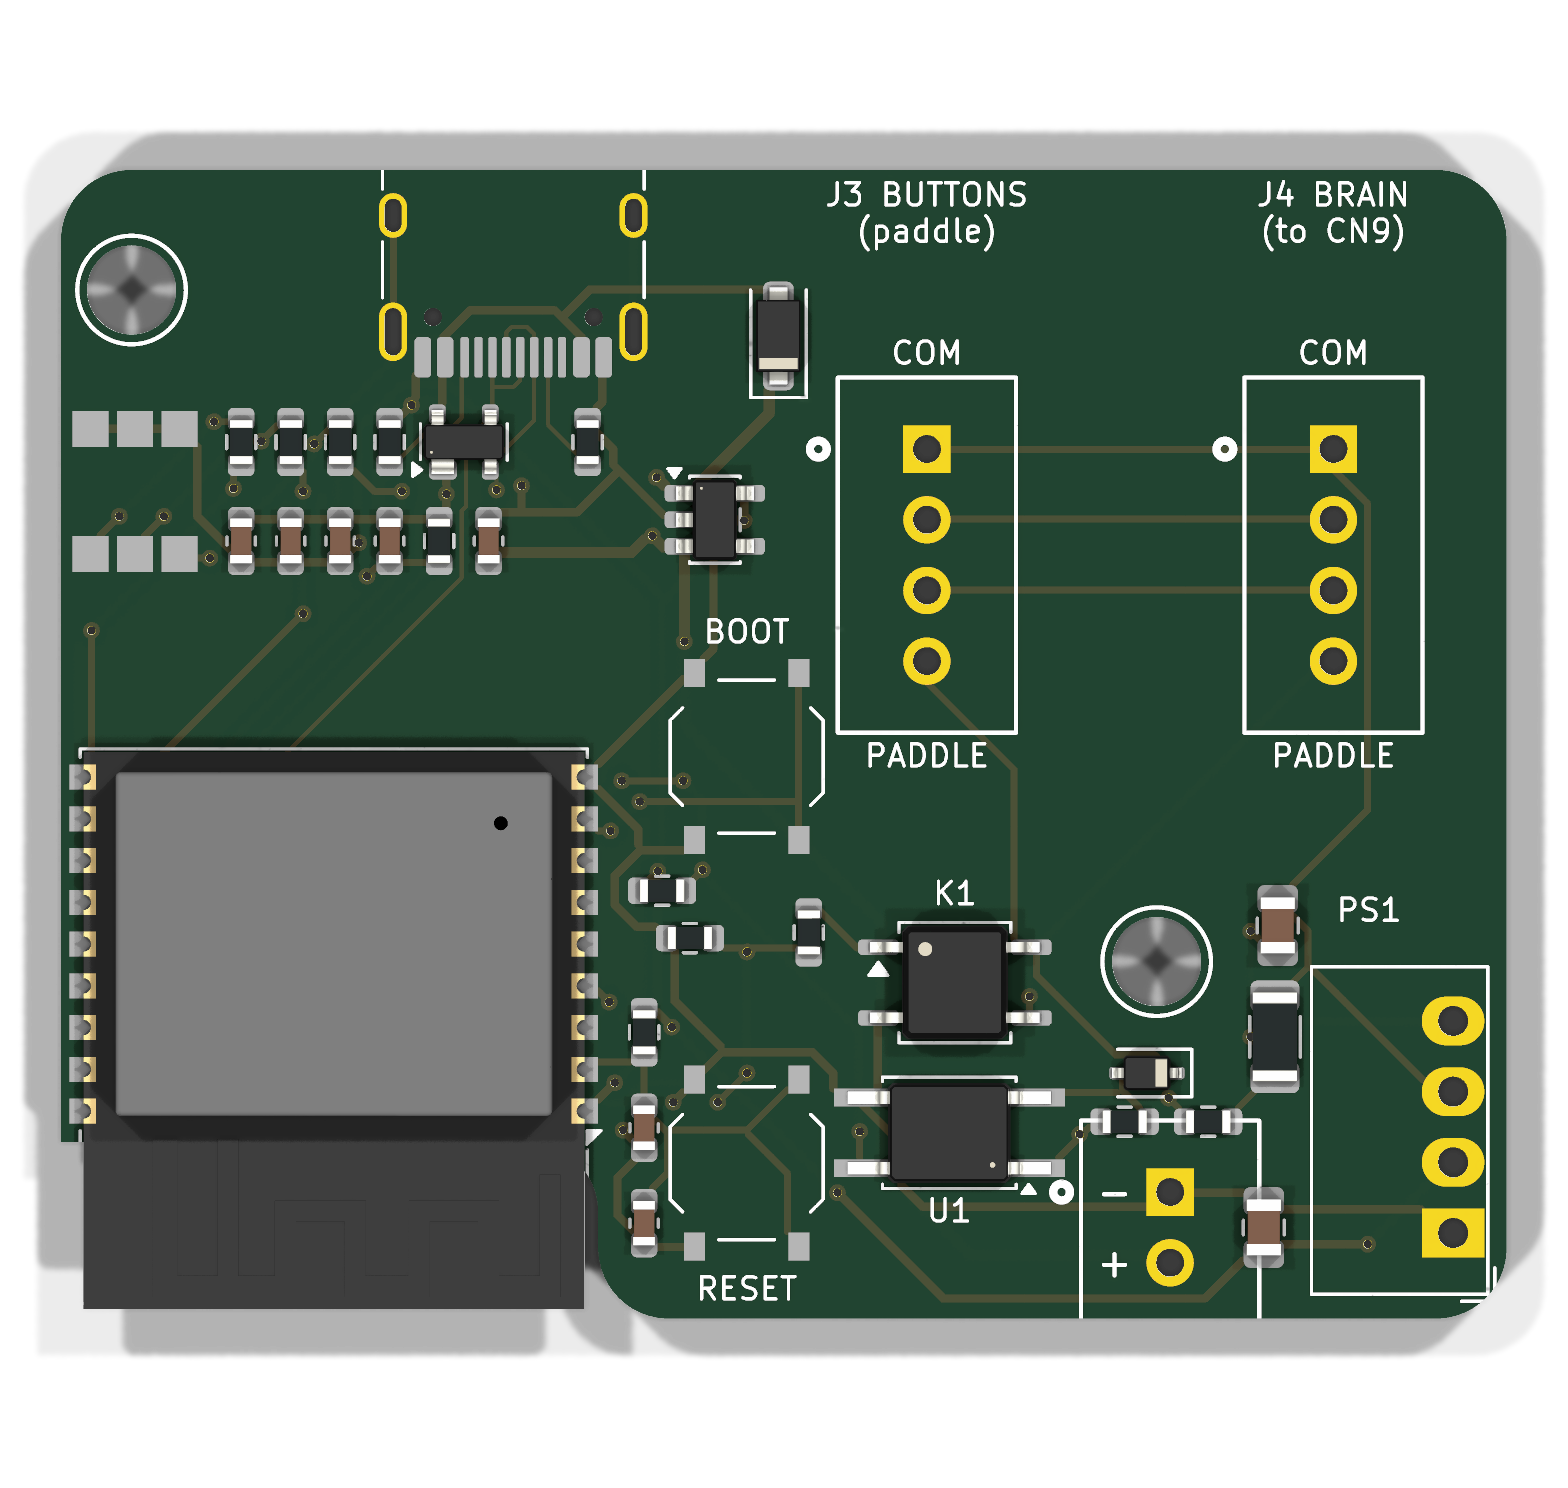 J3 BUTTONS
(paddle)
J4 BRAIN
(to CN9)
COM
COM
BOOT
PADDLE
PADDLE
K1
PS1
U1
-
+
RESET